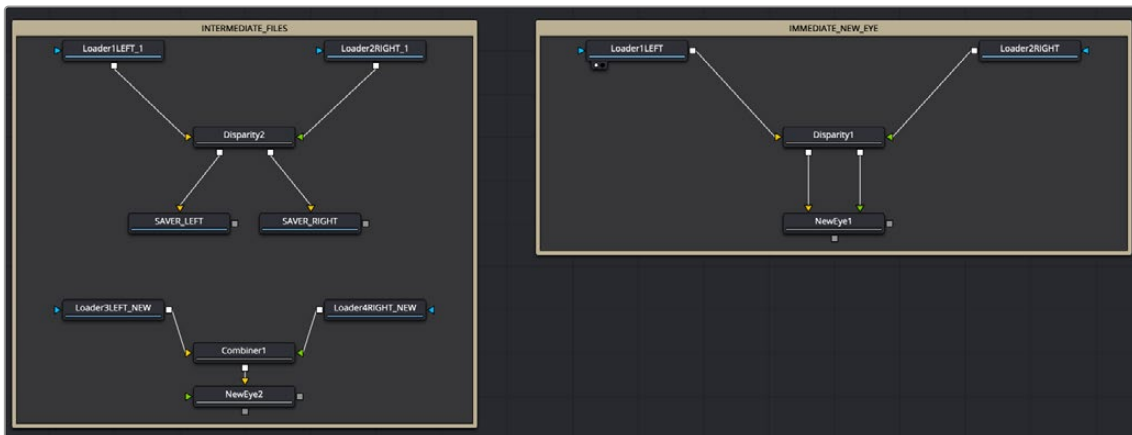 INTERMEDIATE_FILES
Loader1LEFT_1
Loader2RIGHT_1
Disparity2
SAVER_LEFT
SAVER_RIGHT
Loader3LEFT_NEW
Loader4RIGHT_NEW
Combiner1
NewEye2
IMMEDIATE_NEW_EYE
Loader1LEFT
Loader2RIGHT
Disparity1
NewEye1